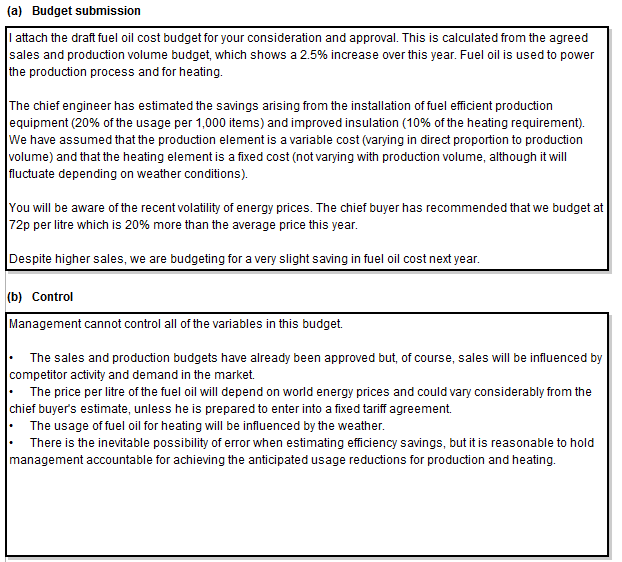 (a) Budget submission
I attach the draft fuel oil cost budget for your consideration and approval. This is calculated from the agreed
sales and production volume budget, which shows a 2.5% increase over this year. Fuel oil is used to power
the production process and for heating.
The chief engineer has estimated the savings arising from the installation of fuel efficient production
equipment (20% of the usage per 1,000 items) and improved insulation (10% of the heating requirement).
We have assumed that the production element is a variable cost (varying in direct proportion to production
volume) and that the heating element is a fixed cost (not varying with production volume, although it will
fluctuate depending on weather conditions).
You will be aware of the recent volatility of energy prices. The chief buyer has recommended that we budget at
72p per litre which is 20% more than the average price this year.
Despite higher sales, we are budgeting for a very slight saving in fuel oil cost next year.
(b) Control
Management cannot control all of the variables in this budget.
• The sales and production budgets have already been approved but, of course, sales will be influenced by
competitor activity and demand in the market.
• The price per litre of the fuel oil will depend on world energy prices and could vary considerably from the
chief buyer's estimate, unless he is prepared to enter into a fixed tariff agreement.
• The usage of fuel oil for heating will be influenced by the weather.
• There is the inevitable possibility of error when estimating efficiency savings, but it is reasonable to hold
management accountable for achieving the anticipated usage reductions for production and heating.